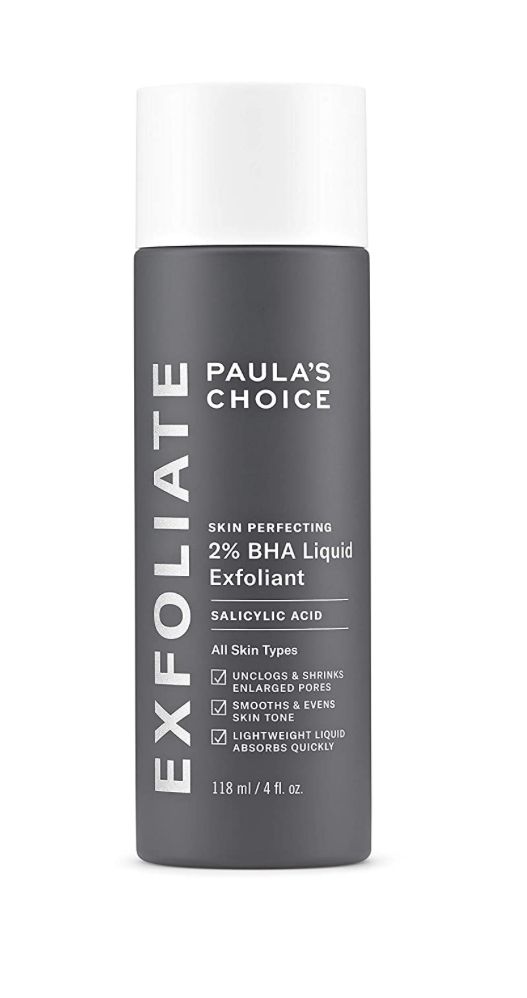 EXFOLIATE
PAULA'S
CHOICE
SKIN PERFECTING
2% BHA Liquid
Exfoliant
SALICYLIC ACID
All Skin Types
UNCLOGS & SHRINKS
ENLARGED PORES
SMOOTHS & EVENS
SKIN TONE
LIGHTWEIGHT LIQUID
ABSORBS QUICKLY
118 ml / 4 fl. oz.